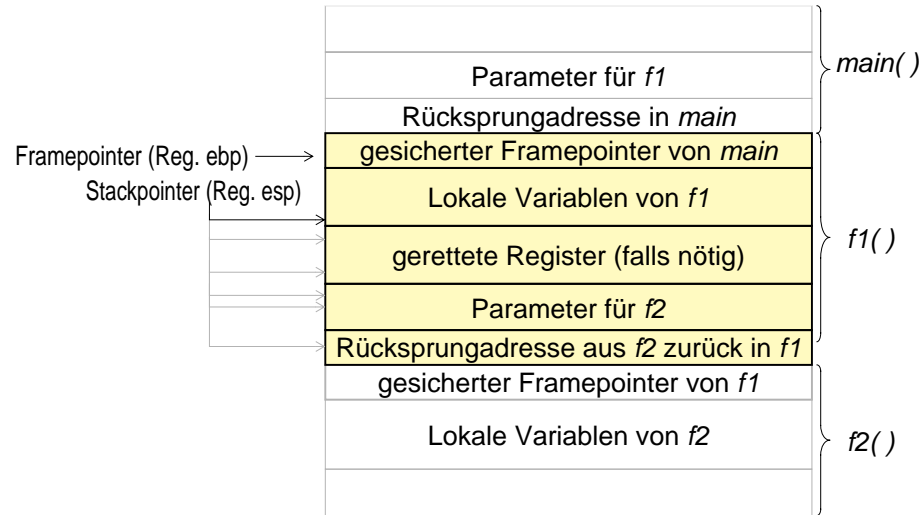 main( )
Parameter für f1
Rücksprungadresse in main
Framepointer (Reg. ebp)
gesicherter Framepointer von main
Stackpointer (Reg. esp)
Lokale Variablen von f1
f1( )
gerettete Register (falls nötig)
Parameter für f2
Rücksprungadresse aus f2 zurück in f1
gesicherter Framepointer von f1
Lokale Variablen von f2
f2( )